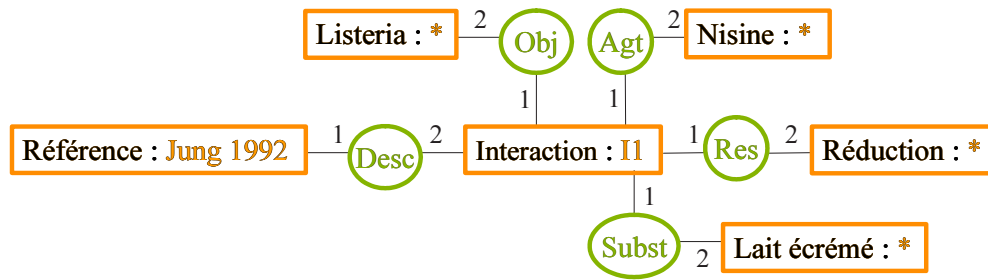 Listeria : * 2 Obj Agt 2 Nisine : *
1 1
Référence : Jung 1992 1 Desc 2 Interaction : I1 1 Res 2 Réduction : *
1
Subst 2 Lait écrémé : *